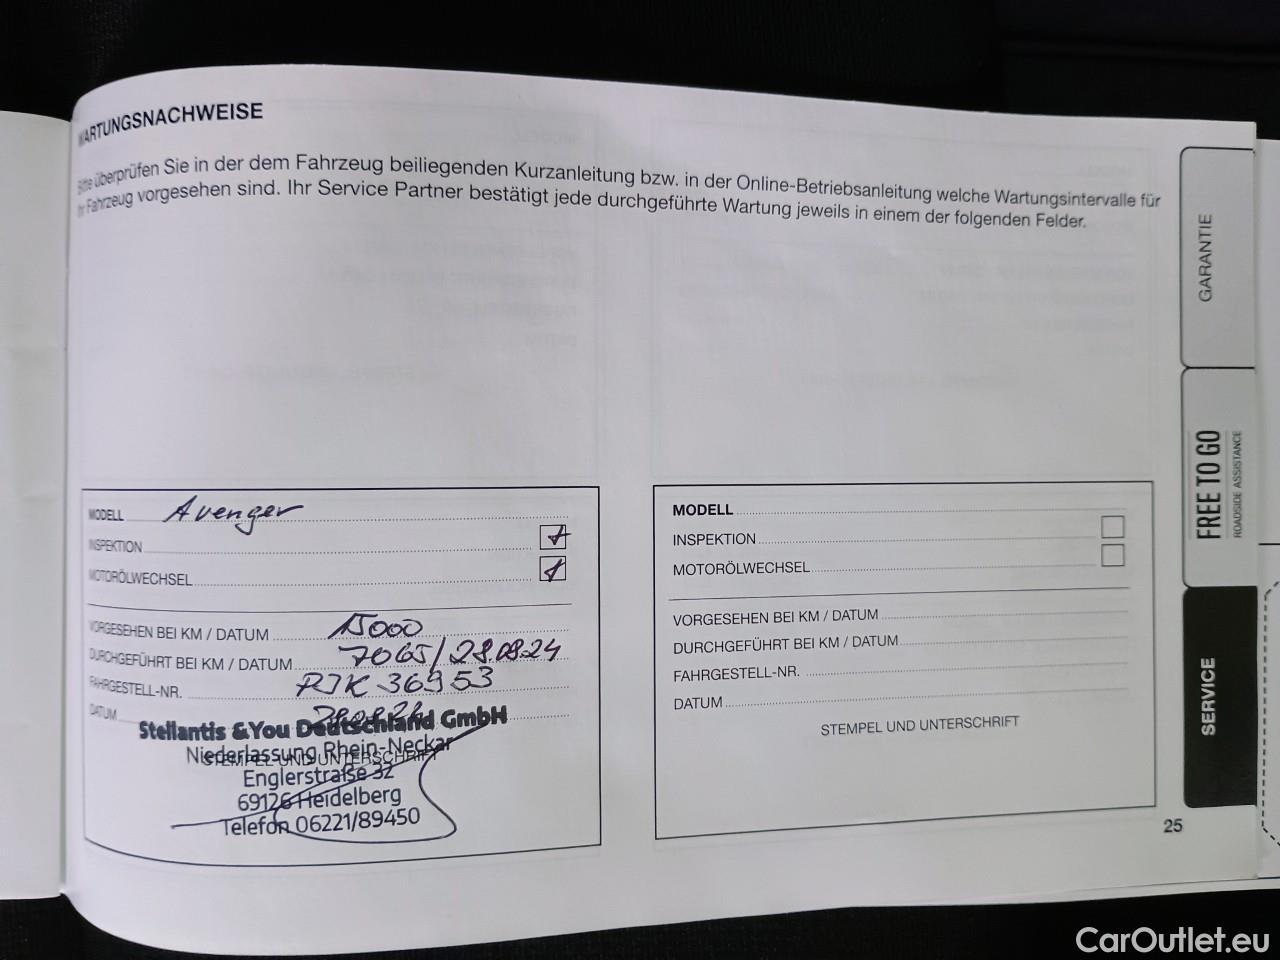 WARTUNGSNACHWEISE
Bitte überprüfen Sie in der dem Fahrzeug beiliegenden Kurzanleitung bzw. in der Online-Betriebsanleitung welche Wartungsintervalle für
Ihr Fahrzeug vorgesehen sind. Ihr Service Partner bestätigt jede durchgeführte Wartung jeweils in einem der folgenden Felder.
MODELL Avenger
INSPEKTION
MOTORÖLWECHSEL
VORGESEHEN BEI KM / DATUM 15000
DURCHGEFÜHRT BEI KM / DATUM 7065/28.08.24
FAHRGESTELL-NR. PJK 36953
DATUM
STEMPEL UND UNTERSCHRIFT
Stellantis &You Deutschland GmbH
Niederlassung Rhein-Neckar
Englerstraße 32
69126 Heidelberg
Telefon 06221/89450
MODELL
INSPEKTION
MOTORÖLWECHSEL
VORGESEHEN BEI KM / DATUM
DURCHGEFÜHRT BEI KM / DATUM
FAHRGESTELL-NR.
DATUM
STEMPEL UND UNTERSCHRIFT
GARANTIE
FREE TO GO
ROADSIDE ASSISTANCE
SERVICE
25
CarOutlet.eu